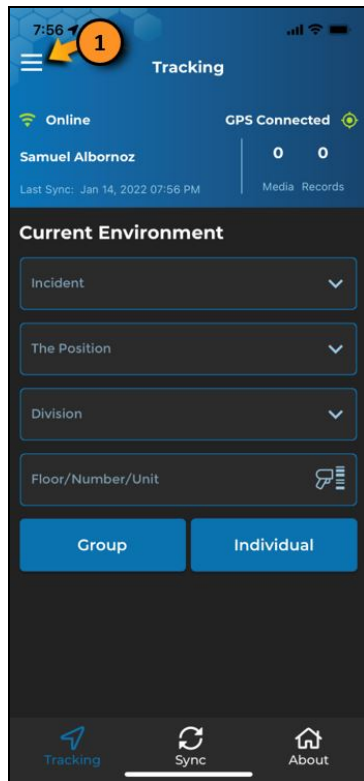 7:56
1
Tracking
Online
GPS Connected
Samuel Albornoz
0 0
Last Sync: Jan 14, 2022 07:56 PM
Media Records
Current Environment
Incident
The Position
Division
Floor/Number/Unit
Group Individual
Tracking Sync About